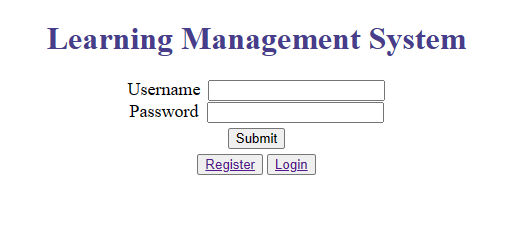 Learning Management System
Username
Password
Submit
Register Login